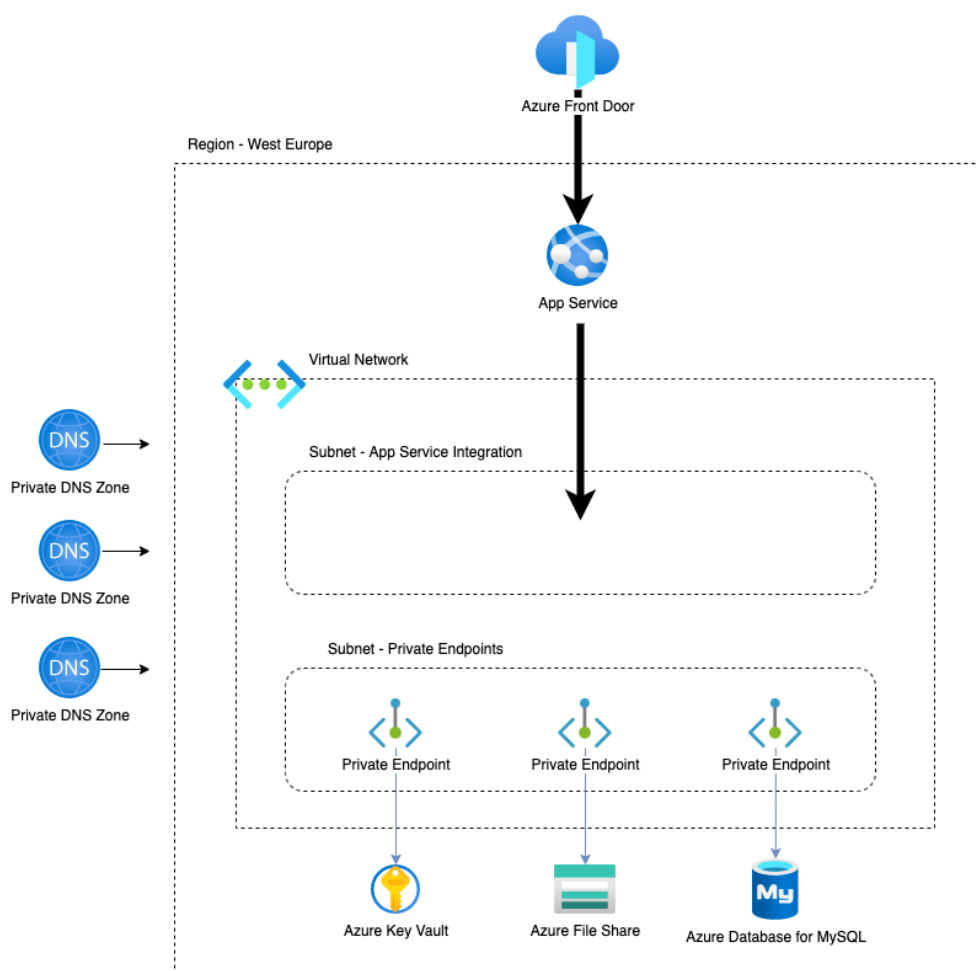 Azure Front Door
Region - West Europe
App Service
Virtual Network
DNS
Private DNS Zone
Subnet - App Service Integration
DNS
Private DNS Zone
Subnet - Private Endpoints
DNS
Private DNS Zone
Private Endpoint
Private Endpoint
Private Endpoint
My
Azure Key Vault
Azure File Share
Azure Database for MySQL